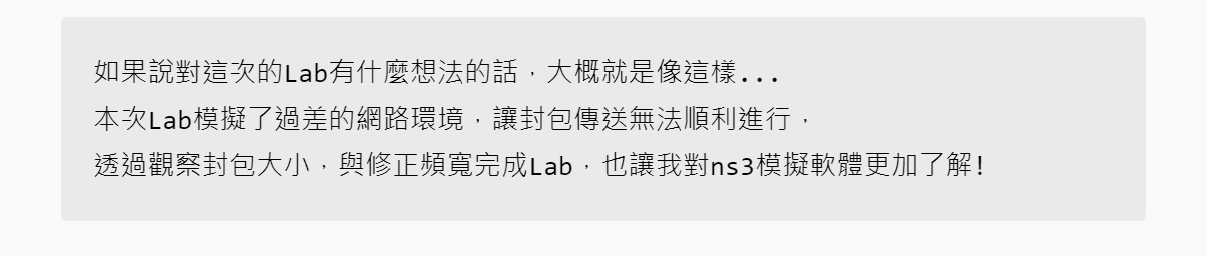 如果說對這次的Lab有什麼想法的話，大概就是像這樣...
本次Lab模擬了過差的網路環境，讓封包傳送無法順利進行，
透過觀察封包大小，與修正頻寬完成Lab，也讓我對ns3模擬軟體更加了解!